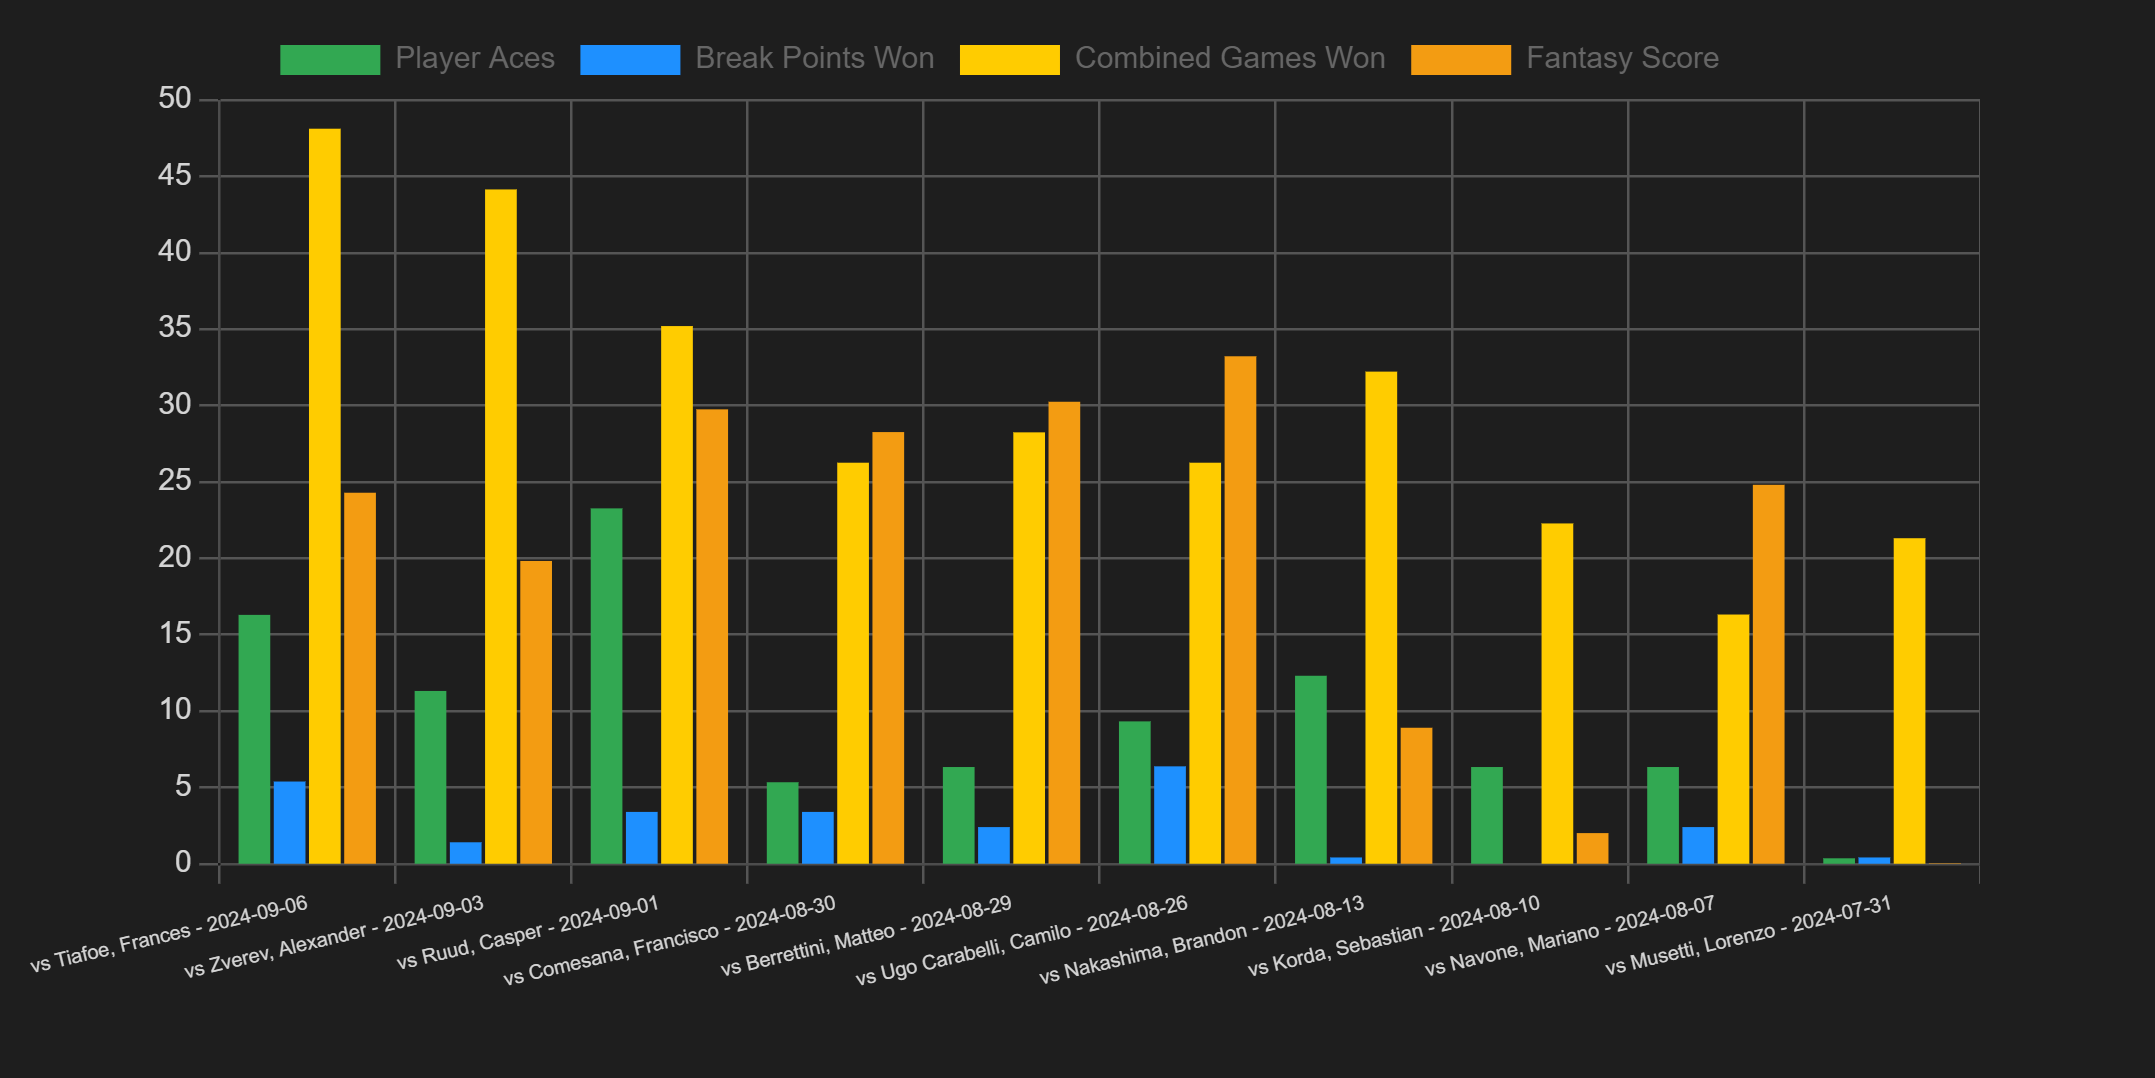 Player Aces Break Points Won Combined Games Won Fantasy Score
50
45
40
35
30
25
20
15
10
5
0
vs Tiafoe, Frances - 2024-09-06
vs Zverev, Alexander - 2024-09-03
vs Ruud, Casper - 2024-09-01
vs Comesana, Francisco - 2024-08-30
vs Berrettini, Matteo - 2024-08-29
vs Ugo Carabelli, Camilo - 2024-08-26
vs Nakashima, Brandon - 2024-08-13
vs Korda, Sebastian - 2024-08-10
vs Navone, Mariano - 2024-08-07
vs Musetti, Lorenzo - 2024-07-31